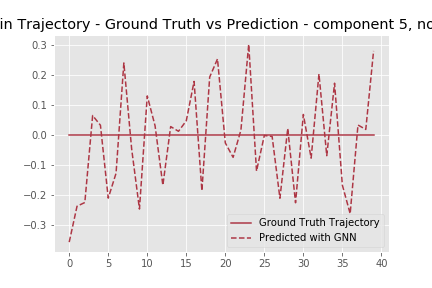 in Trajectory - Ground Truth vs Prediction - component 5, no
0.3
0.2
0.1
0.0
−0.1
−0.2
−0.3
Ground Truth Trajectory
Predicted with GNN
0 5 10 15 20 25 30 35 40